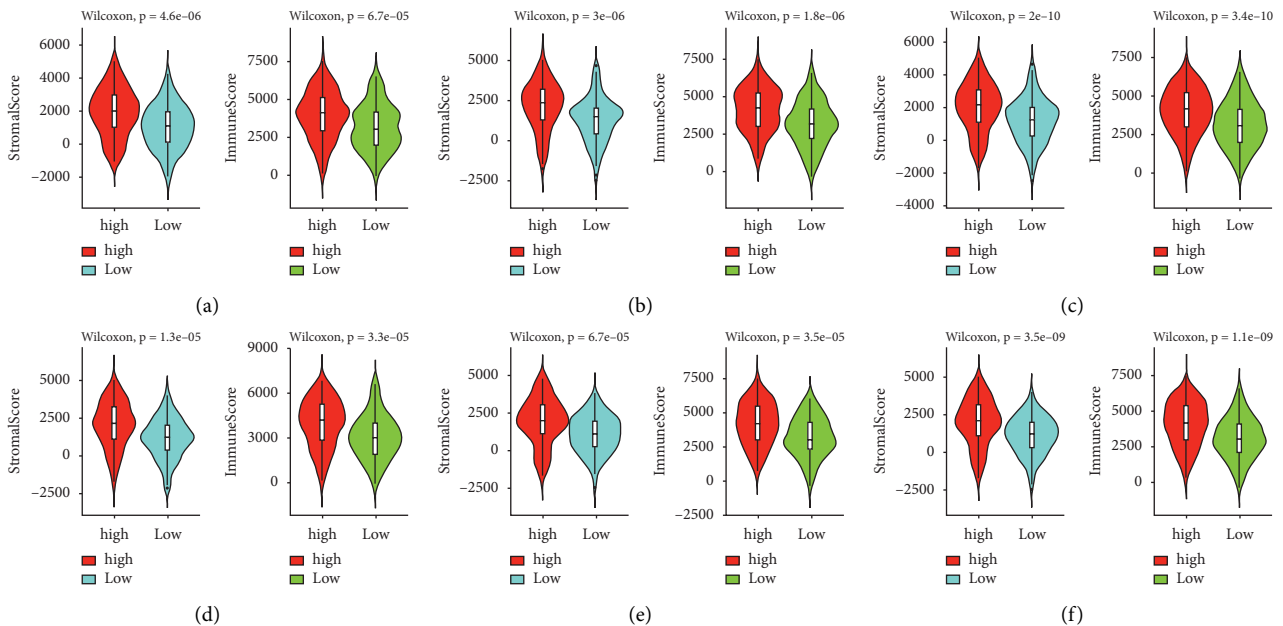 Wilcoxon, p = 4.6e–06
StromalScore
6000
4000
2000
0
−2000
high
Low
high
Low
Wilcoxon, p = 6.7e–05
ImmuneScore
7500
5000
2500
0
high
Low
high
Low
(a)
Wilcoxon, p = 3e–06
StromalScore
5000
2500
0
−2500
high
Low
high
Low
Wilcoxon, p = 1.8e–06
ImmuneScore
7500
5000
2500
0
high
Low
high
Low
(b)
Wilcoxon, p = 2e–10
StromalScore
6000
4000
2000
0
−2000
−4000
high
Low
high
Low
Wilcoxon, p = 3.4e–10
ImmuneScore
7500
5000
2500
0
high
Low
high
Low
(c)
Wilcoxon, p = 1.3e–05
StromalScore
5000
2500
0
−2500
high
Low
high
Low
Wilcoxon, p = 3.3e–05
ImmuneScore
9000
6000
3000
0
high
Low
high
Low
(d)
Wilcoxon, p = 6.7e–05
StromalScore
5000
2500
0
−2500
high
Low
high
Low
Wilcoxon, p = 3.5e–05
ImmuneScore
7500
5000
2500
0
−2500
high
Low
high
Low
(e)
Wilcoxon, p = 3.5e–09
StromalScore
5000
2500
0
−2500
high
Low
high
Low
Wilcoxon, p = 1.1e–09
ImmuneScore
7500
5000
2500
0
high
Low
high
Low
(f)